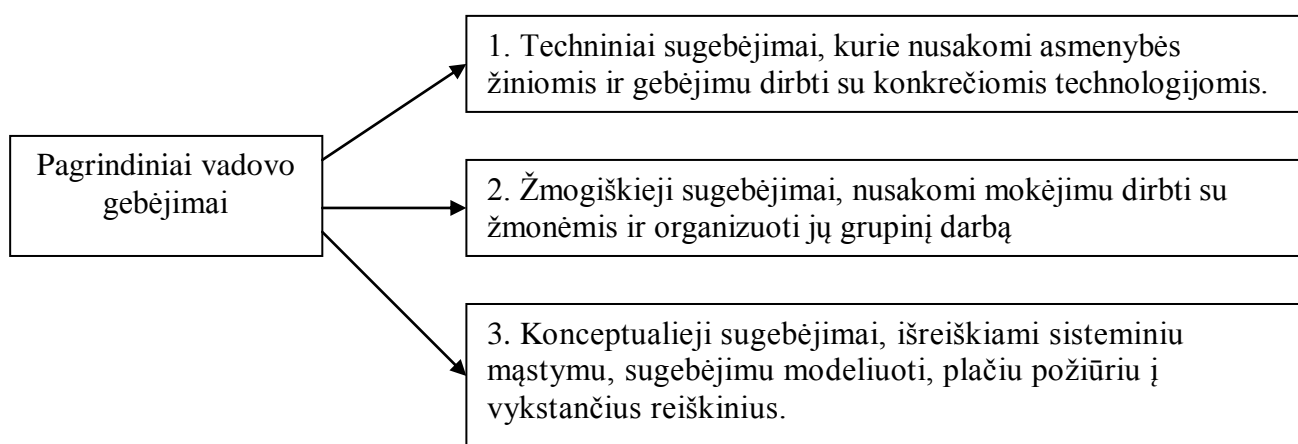 Pagrindiniai vadovo
gebėjimai
1. Techniniai sugebėjimai, kurie nusakomi asmenybės
žiniomis ir gebėjimu dirbti su konkrečiomis technologijomis.
2. Žmogiškieji sugebėjimai, nusakomi mokėjimu dirbti su
žmonėmis ir organizuoti jų grupinį darbą
3. Konceptualieji sugebėjimai, išreiškiami sisteminiu
mąstymu, sugebėjimu modeliuoti, plačiu požiūriu į
vykstančius reiškinius.